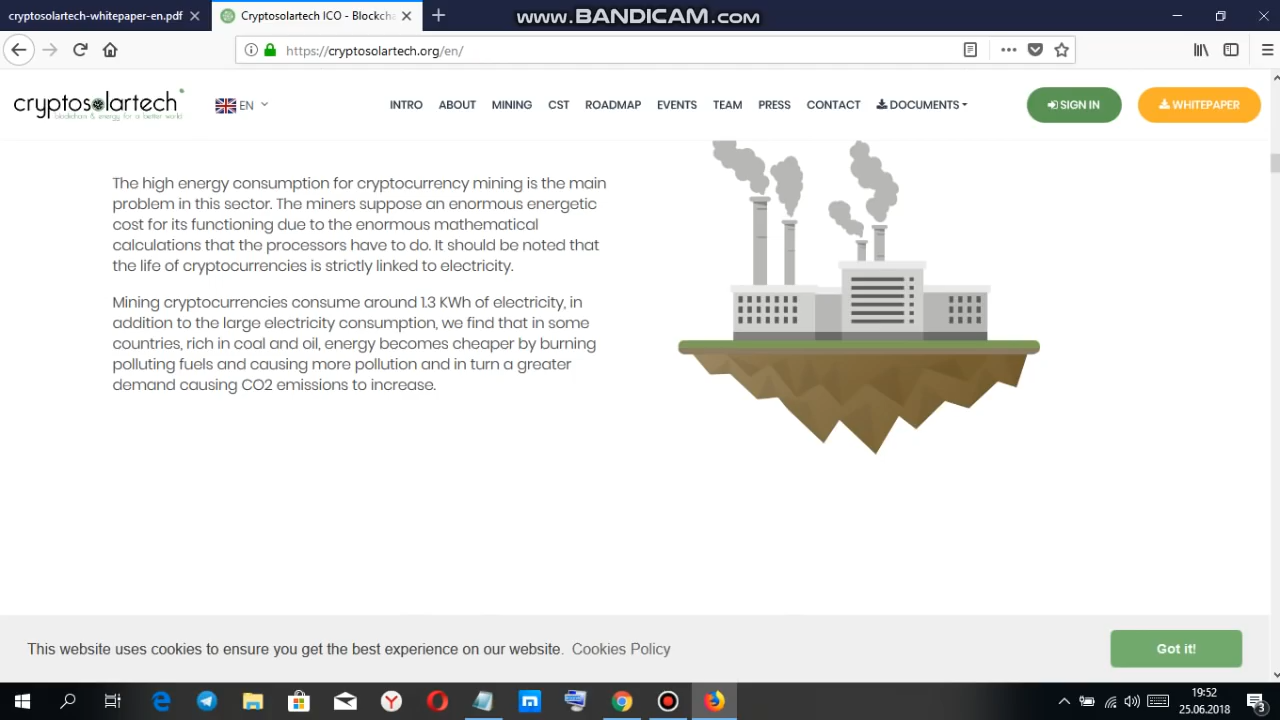 cryptosolartech-whitepaper-en.pdf
Cryptosolartech ICO - Blockcha
www.BANDICAM.com
https://cryptosolartech.org/en/
cryptosolartech
blockchain & energy for a better world
EN
INTRO
ABOUT
MINING
CST
ROADMAP
EVENTS
TEAM
PRESS
CONTACT
DOCUMENTS
SIGN IN
WHITEPAPER
The high energy consumption for cryptocurrency mining is the main
problem in this sector. The miners suppose an enormous energetic
cost for its functioning due to the enormous mathematical
calculations that the processors have to do. It should be noted that
the life of cryptocurrencies is strictly linked to electricity.
Mining cryptocurrencies consume around 1.3 KWh of electricity, in
addition to the large electricity consumption, we find that in some
countries, rich in coal and oil, energy becomes cheaper by burning
polluting fuels and causing more pollution and in turn a greater
demand causing CO2 emissions to increase.
This website uses cookies to ensure you get the best experience on our website. Cookies Policy
Got it!
19:52
25.06.2018
3